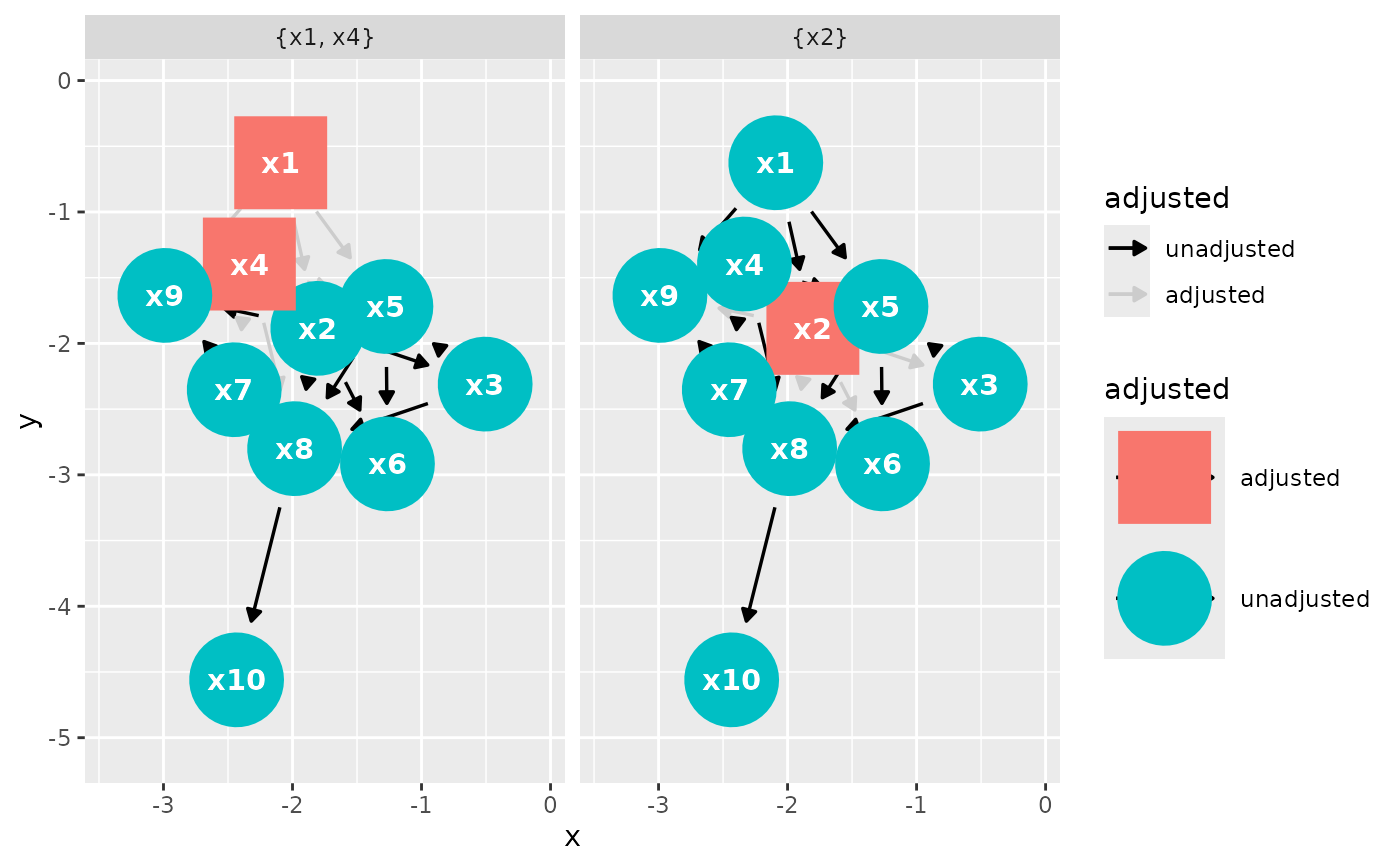 {x1, x4}
{x2}
0
-1
-2
-3
-4
-5
y
x1
x4
x9
x5
x2
x7
x3
x8
x6
x10
x1
x4
x9
x5
x2
x7
x3
x8
x6
x10
-3
-2
-1
0
-3
-2
-1
0
x
adjusted
unadjusted
adjusted
adjusted
adjusted
unadjusted